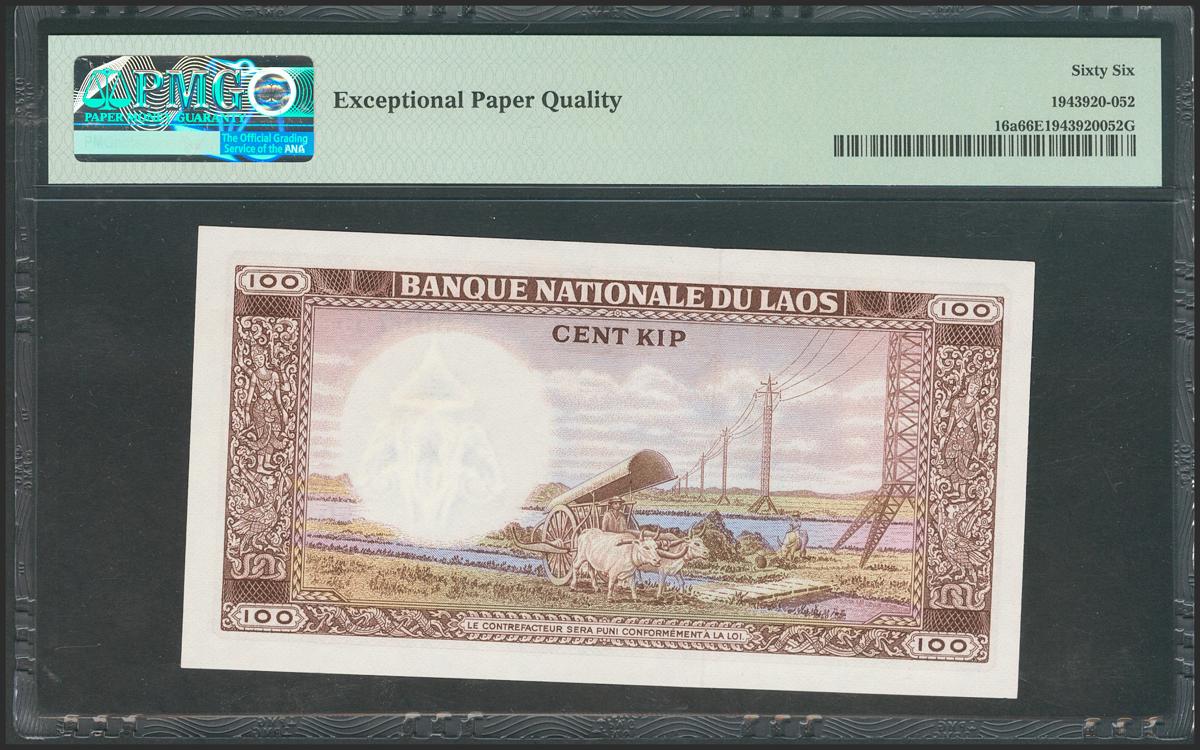 PMG
PAPER MONEY GUARANTY
The Official Grading
Service of the ANA
Exceptional Paper Quality
Sixty Six
1943920-052
16a66E1943920052G
100
BANQUE NATIONALE DU LAOS
100
CENT KIP
100
LE CONTREFACTEUR SERA PUNI CONFORMÉMENT À LA LOI.
100